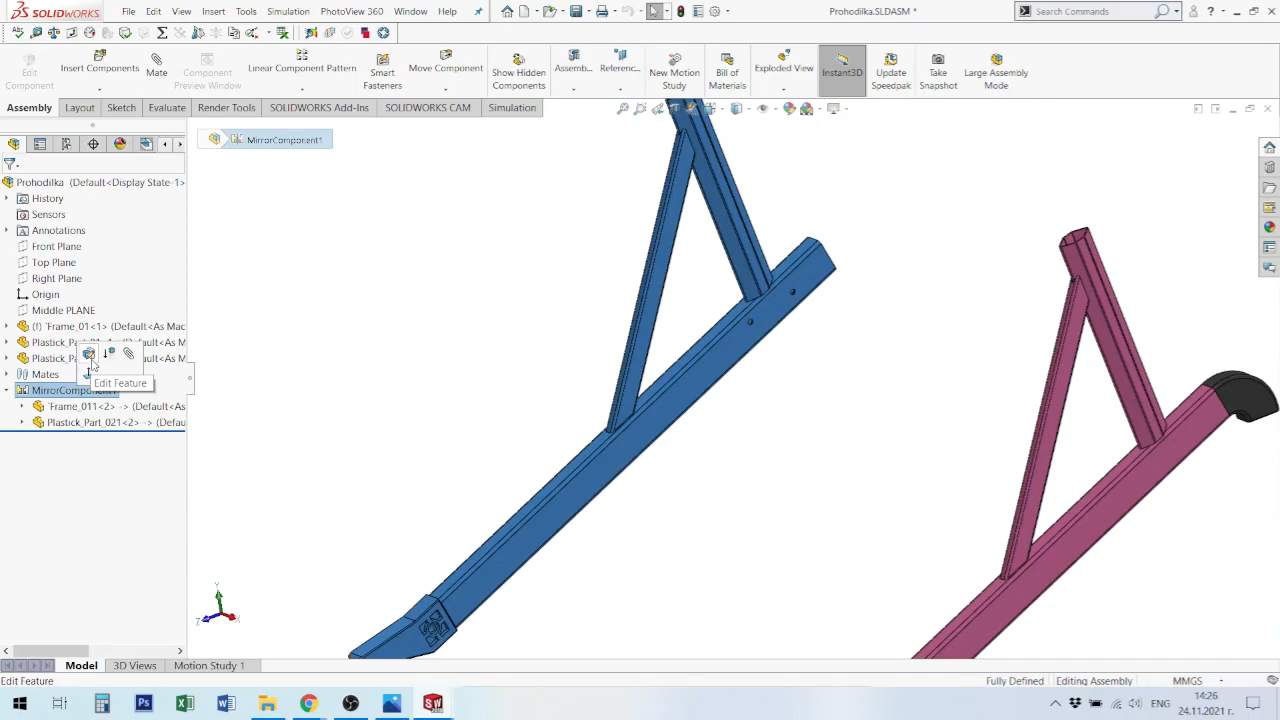 SOLIDWORKS
File Edit View Insert Tools Simulation PhotoView 360 Window Help
Prohodilka.SLDASM *
Search Commands
Edit Component
Insert Components
Mate
Component Preview Window
Linear Component Pattern
Smart Fasteners
Move Component
Show Hidden Components
Assemb...
Referenc...
New Motion Study
Bill of Materials
Exploded View
Instant3D
Update Speedpak
Take Snapshot
Large Assembly Mode
Assembly Layout Sketch Evaluate Render Tools SOLIDWORKS Add-Ins SOLIDWORKS CAM Simulation
MirrorComponent1
Prohodilka (Default<Display State-1>
History
Sensors
Annotations
Front Plane
Top Plane
Right Plane
Origin
Middle PLANE
(f) Frame_01<1> (Default<As Mac
Plastick_
Plastick_Pa
Mates
MirrorComponent1
Edit Feature
Frame_011<2> -> (Default<As
Plastick_Part_021<2> -> (Defau
Y
Z
X
Model 3D Views Motion Study 1
Edit Feature
Fully Defined Editing Assembly MMGS
ENG
14:26
24.11.2021 г.